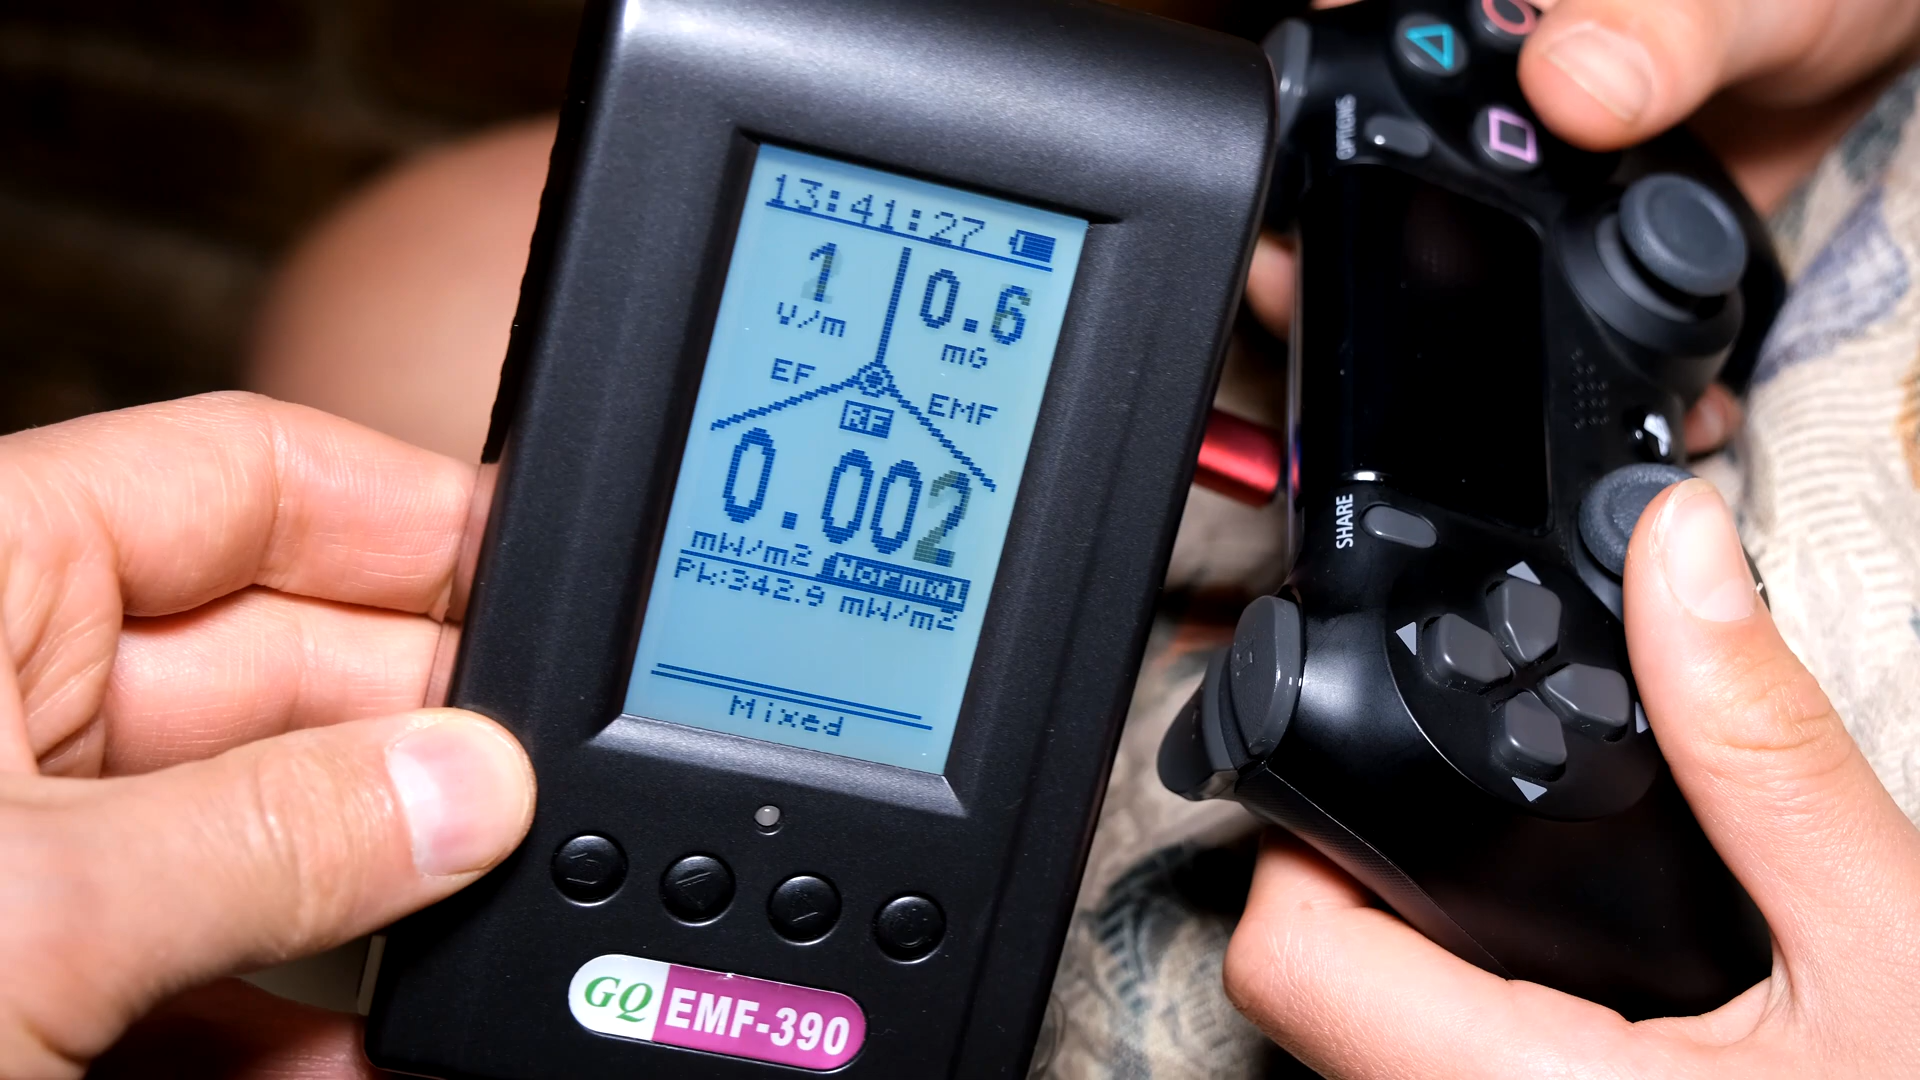 13:41:27
1
V/m
0.6
mG
EF
EMF
RF
0.002
mW/m2 Normal
Pk:342.9 mW/m2
Mixed
GQ EMF-390
OPTIONS
SHARE